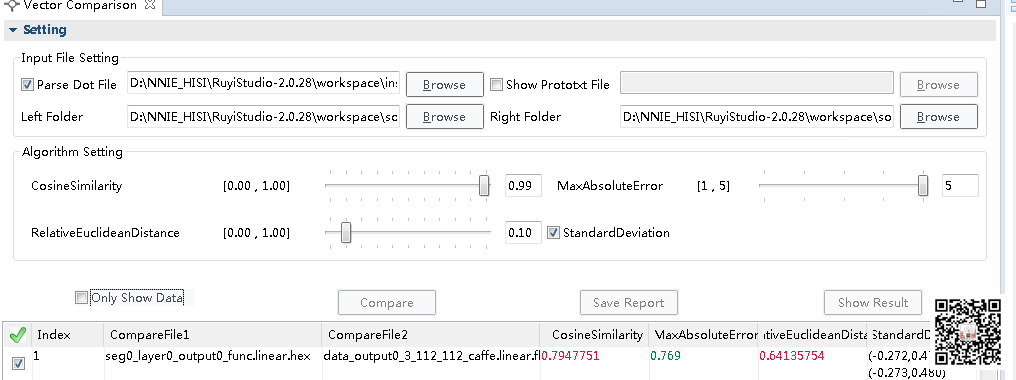 Vector Comparison
Setting
Input File Setting
Parse Dot File D:\NNIE_HISI\RuyiStudio-2.0.28\workspace\in Browse Show Prototxt File Browse
Left Folder D:\NNIE_HISI\RuyiStudio-2.0.28\workspace\so Browse Right Folder D:\NNIE_HISI\RuyiStudio-2.0.28\workspace\so Browse
Algorithm Setting
CosineSimilarity [0.00 , 1.00] 0.99 MaxAbsoluteError [1 , 5] 5
RelativeEuclideanDistance [0.00 , 1.00] 0.10 StandardDeviation
Only Show Data Compare Save Report Show Result
Index CompareFile1 CompareFile2 CosineSimilarity MaxAbsoluteError ativeEuclideanDista StandardD
1 seg0_layer0_output0_func.linear.hex data_output0_3_112_112_caffe.linear.fl 0.7947751 0.769 0.64135754 (-0.272,0.4
(-0.273,0.480)